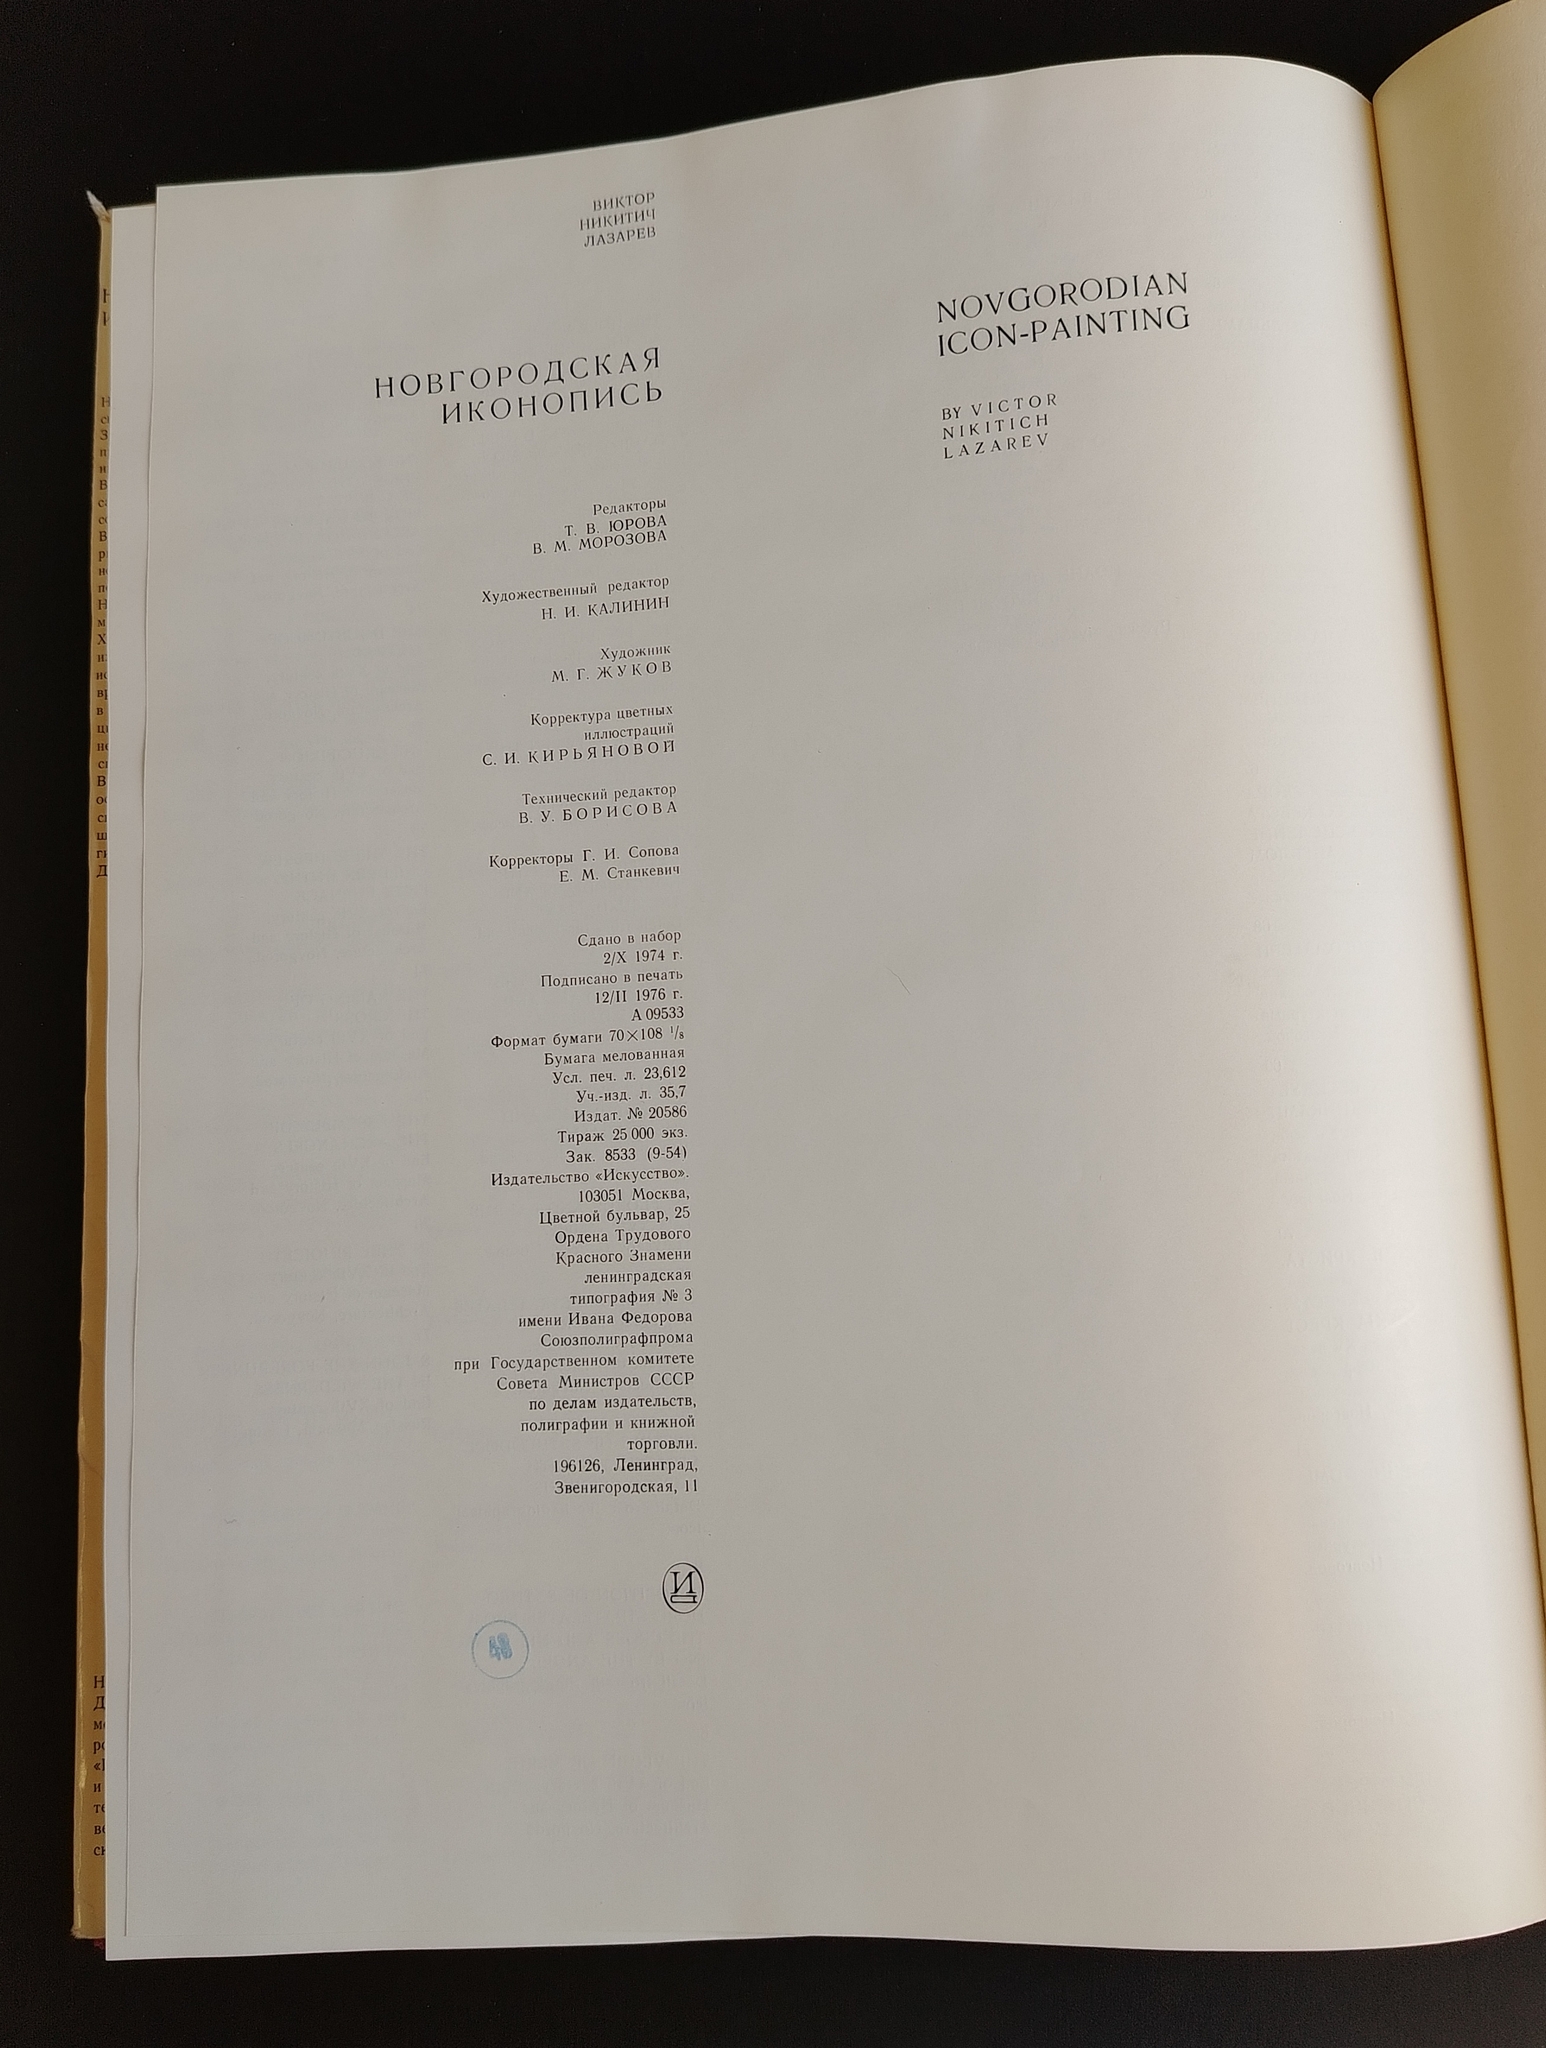 ВИКТОР
НИКИТИЧ
ЛАЗАРЕВ
НОВГОРОДСКАЯ
ИКОНОПИСЬ
Редакторы
Т. В. ЮРОВА
В. М. МОРОЗОВА
Художественный редактор
Н. И. КАЛИНИН
Художник
М. Г. ЖУКОВ
Корректура цветных
иллюстраций
С. И. КИРЬЯНОВОЙ
Технический редактор
В. У. БОРИСОВА
Корректоры Г. И. Сопова
Е. М. Станкевич
Сдано в набор
2/X 1974 г.
Подписано в печать
12/II 1976 г.
А 09533
Формат бумаги 70×108 1/8
Бумага мелованная
Усл. печ. л. 23,612
Уч.-изд. л. 35,7
Издат. № 20586
Тираж 25 000 экз.
Зак. 8533 (9-54)
Издательство «Искусство».
103051 Москва,
Цветной бульвар, 25
Ордена Трудового
Красного Знамени
ленинградская
типография № 3
имени Ивана Федорова
Союзполиграфпрома
при Государственном комитете
Совета Министров СССР
по делам издательств,
полиграфии и книжной
торговли.
196126, Ленинград,
Звенигородская, 11
И
NOVGORODIAN
ICON-PAINTING
BY VICTOR
NIKITICH
LAZAREV